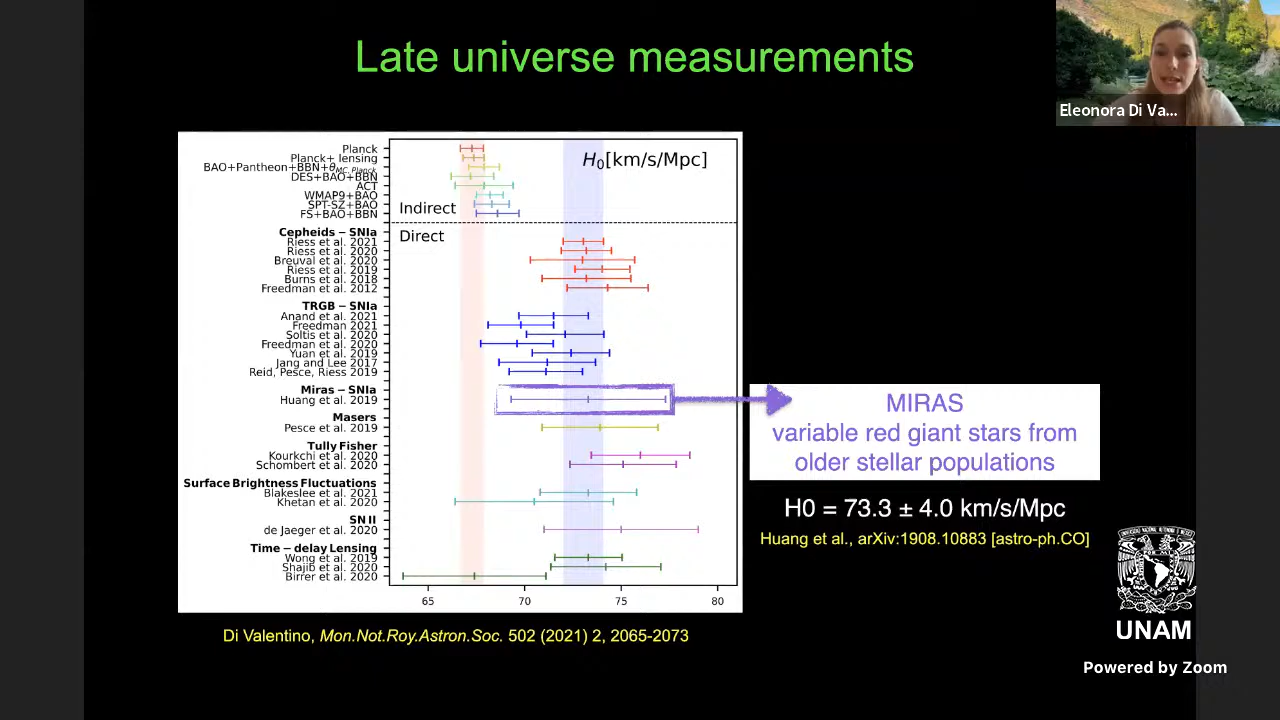 Late universe measurements
Eleonora Di Va...
H0[km/s/Mpc]
Planck
Planck+ lensing
BAO+Pantheon+BBN+θMC, Planck
DES+BAO+BBN
ACT
WMAP9+BAO
SPT-SZ+BAO
FS+BAO+BBN
Indirect
Direct
Cepheids – SNIa
Riess et al. 2021
Riess et al. 2020
Breuval et al. 2020
Riess et al. 2019
Burns et al. 2018
Freedman et al. 2012
TRGB – SNIa
Anand et al. 2021
Freedman 2021
Soltis et al. 2020
Freedman et al. 2020
Yuan et al. 2019
Jang and Lee 2017
Reid, Pesce, Riess 2019
Miras – SNIa
Huang et al. 2019
Masers
Pesce et al. 2019
Tully Fisher
Kourkchi et al. 2020
Schombert et al. 2020
Surface Brightness Fluctuations
Blakeslee et al. 2021
Khetan et al. 2020
SN II
de Jaeger et al. 2020
Time – delay Lensing
Wong et al. 2019
Shajib et al. 2020
Birrer et al. 2020
65 70 75 80
MIRAS
variable red giant stars from
older stellar populations
H0 = 73.3 ± 4.0 km/s/Mpc
Huang et al., arXiv:1908.10883 [astro-ph.CO]
Di Valentino, Mon.Not.Roy.Astron.Soc. 502 (2021) 2, 2065-2073
UNAM
Powered by Zoom